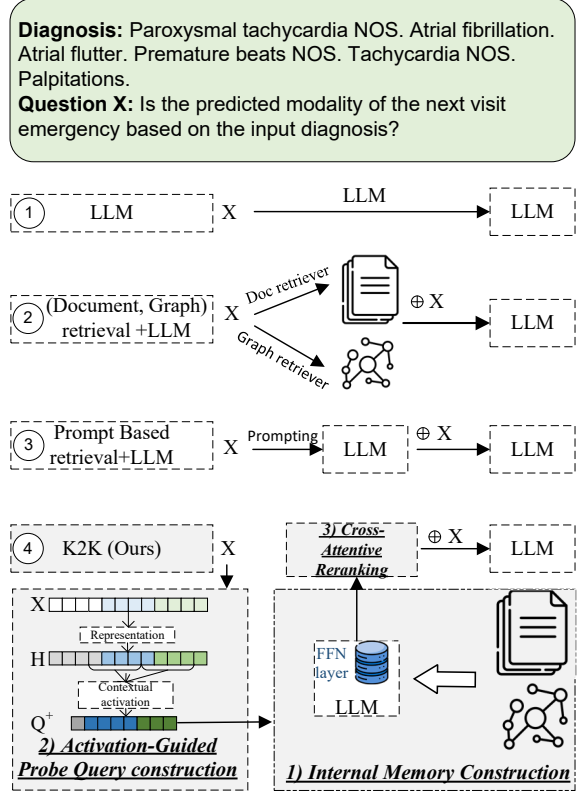 Diagnosis: Paroxysmal tachycardia NOS. Atrial fibrillation.
Atrial flutter. Premature beats NOS. Tachycardia NOS.
Palpitations.
Question X: Is the predicted modality of the next visit
emergency based on the input diagnosis?
1 LLM X LLM LLM
2 (Document, Graph)
retrieval +LLM
X
Doc retriever
Graph retriever
⊕ X
LLM
3 Prompt Based
retrieval+LLM
X
Prompting
LLM
⊕ X
LLM
4 K2K (Ours)
X
3) Cross-
Attentive
Reranking
⊕ X
LLM
X
Representation
H
Contextual
activation
Q+
2) Activation-Guided
Probe Query construction
FFN
layer
LLM
1) Internal Memory Construction